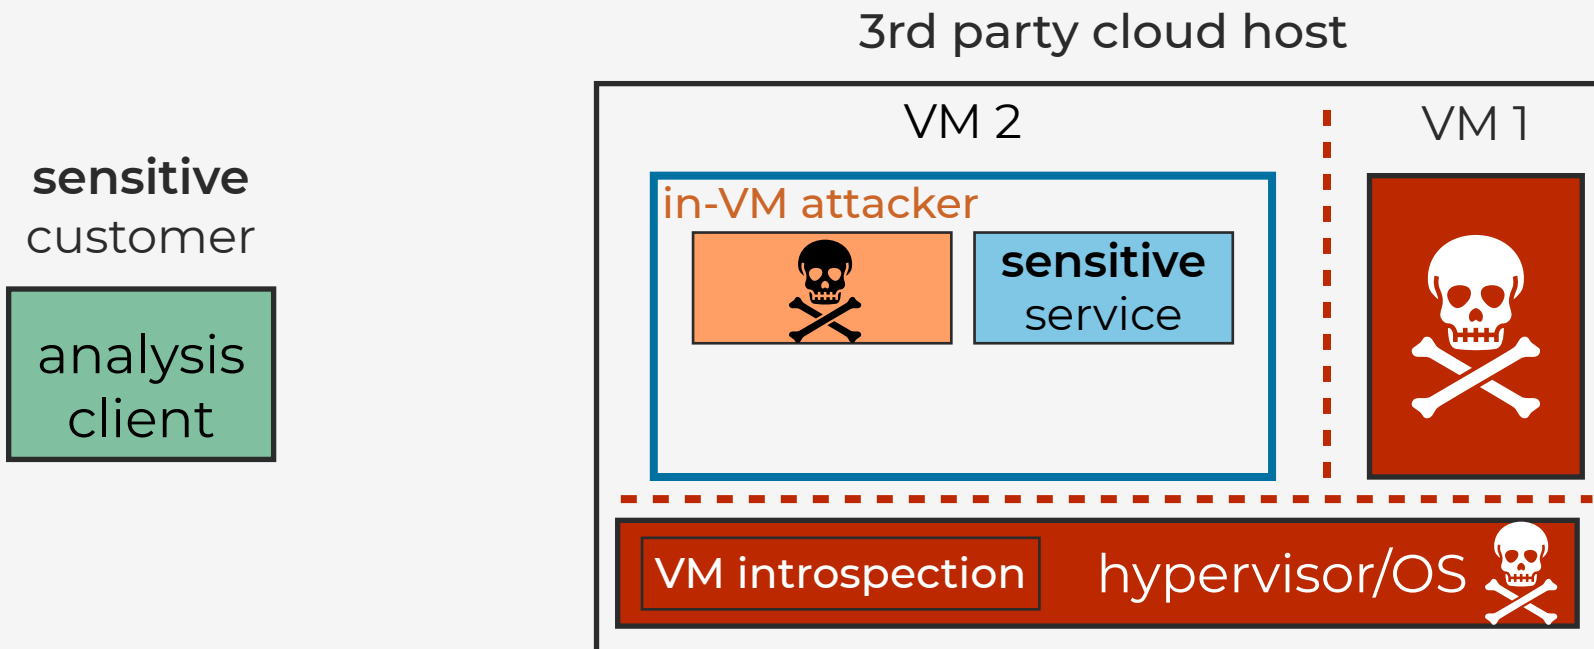 3rd party cloud host
VM 2
VM 1
sensitive
customer
in-VM attacker
sensitive
service
analysis
client
VM introspection
hypervisor/OS